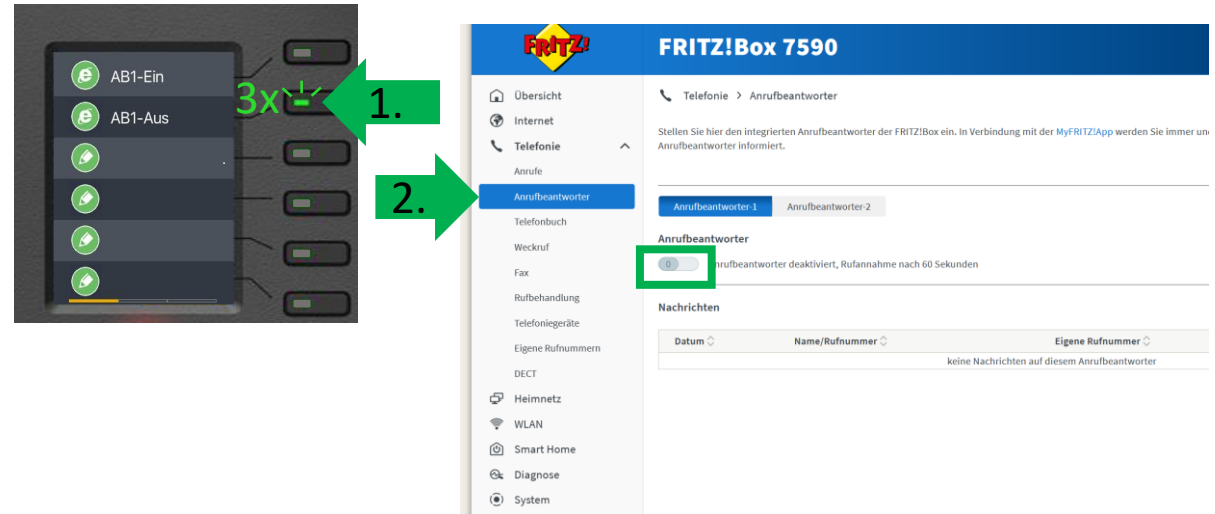 AB1-Ein
AB1-Aus
3x
1.
2.
FRITZ!
FRITZ!Box 7590
Übersicht
Internet
Telefonie
Anrufe
Anrufbeantworter
Telefonbuch
Weckruf
Fax
Rufbehandlung
Telefoniegeräte
Eigene Rufnummern
DECT
Heimnetz
WLAN
Smart Home
Diagnose
System
Telefonie > Anrufbeantworter
Stellen Sie hier den integrierten Anrufbeantworter der FRITZ!Box ein. In Verbindung mit der MyFRITZ!App werden Sie immer un
Anrufbeantworter informiert.
Anrufbeantworter-1 Anrufbeantworter-2
Anrufbeantworter
0 nrufbeantworter deaktiviert, Rufannahme nach 60 Sekunden
Nachrichten
Datum Name/Rufnummer Eigene Rufnummer
keine Nachrichten auf diesem Anrufbeantworter